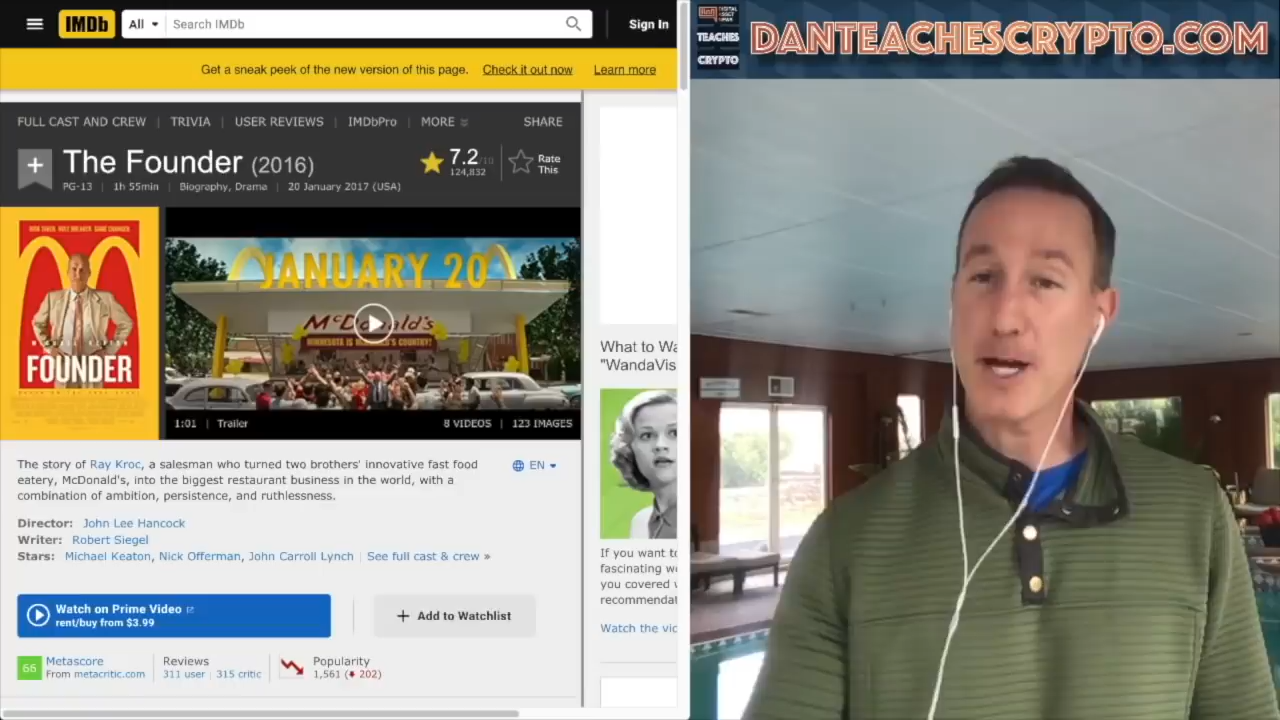 IMDb
All
Search IMDb
Sign In
Get a sneak peek of the new version of this page. Check it out now Learn more
FULL CAST AND CREW | TRIVIA | USER REVIEWS | IMDbPro | MORE
SHARE
The Founder (2016)
7.2/10
124,832
Rate
This
PG-13 | 1h 55min | Biography, Drama | 20 January 2017 (USA)
FOUNDER
JANUARY 20
McDonald's
1:01 | Trailer
8 VIDEOS | 123 IMAGES
The story of Ray Kroc, a salesman who turned two brothers' innovative fast food
eatery, McDonald's, into the biggest restaurant business in the world, with a
combination of ambition, persistence, and ruthlessness.
EN
Director: John Lee Hancock
Writer: Robert Siegel
Stars: Michael Keaton, Nick Offerman, John Carroll Lynch | See full cast & crew »
Watch on Prime Video
rent/buy from $3.99
+ Add to Watchlist
66
Metascore
From metacritic.com
Reviews
311 user | 315 critic
Popularity
1,561 (202)
What to Wa
"WandaVis
If you want to
fascinating we
you covered
recommendat
Watch the vid
DIGITAL
ASSET
NEWS
TEACHES
CRYPTO
DANTEACHESCRYPTO.COM